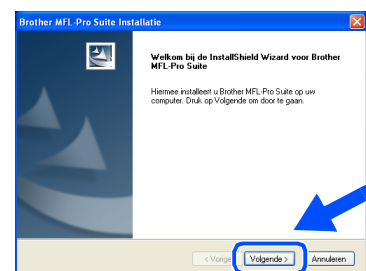 Brother MFL-Pro Suite Installatie
Welkom bij de InstallShield Wizard voor Brother
MFL-Pro Suite
Hiermee installeert u Brother MFL-Pro Suite op uw
computer. Druk op Volgende om door te gaan.
< Vorige Volgende > Annuleren